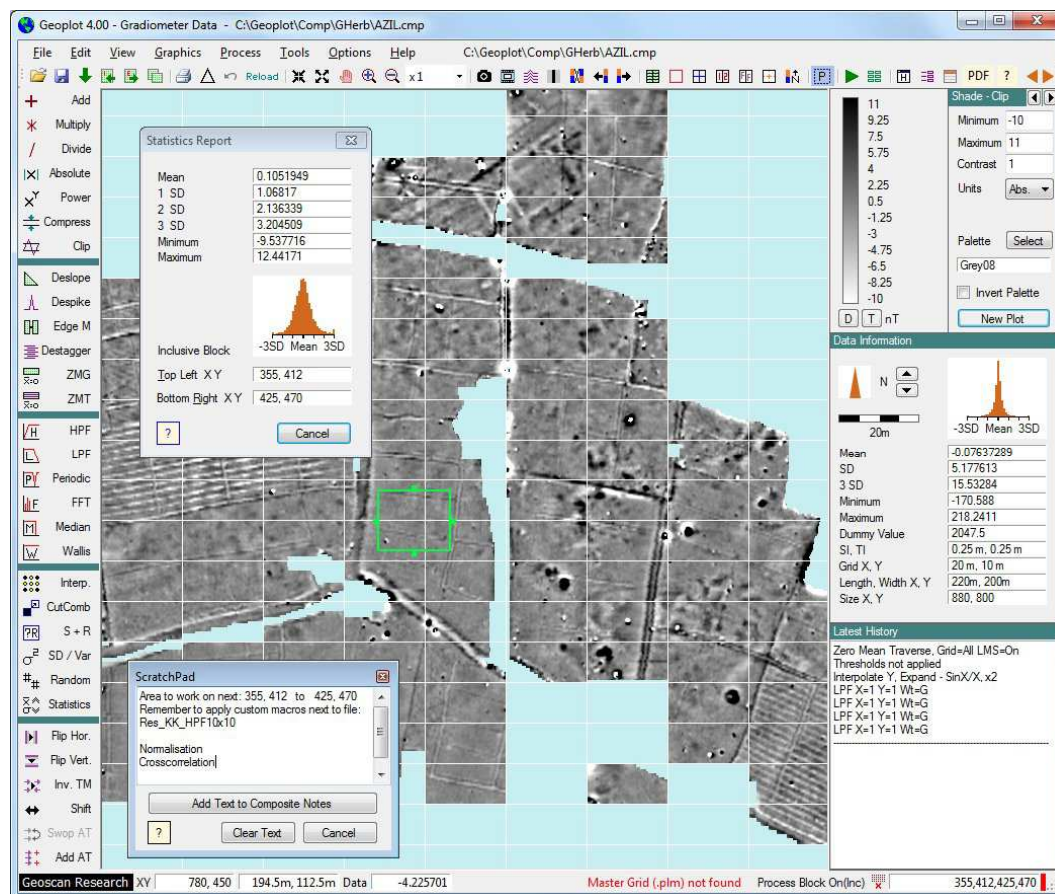 Geoplot 4.00 - Gradiometer Data - C:\Geoplot\Comp\GHerb\AZIL.cmp
File Edit View Graphics Process Tools Options Help C:\Geoplot\Comp\GHerb\AZIL.cmp
Reload x1 P H PDF ?
Add
Multiply
Divide
|X| Absolute
Power
Compress
Clip
Deslope
Despike
Edge M
Destagger
ZMG
ZMT
HPF
LPF
Periodic
FFT
Median
Wallis
Interp.
CutComb
S + R
SD / Var
Random
Statistics
Flip Hor.
Flip Vert.
Inv. TM
Shift
Swop AT
Add AT
Statistics Report
Mean 0.1051949
1 SD 1.06817
2 SD 2.136339
3 SD 3.204509
Minimum -9.537716
Maximum 12.44171
-3SD Mean 3SD
Inclusive Block
Top Left X Y 355, 412
Bottom Right X Y 425, 470
? Cancel
ScratchPad
Area to work on next: 355, 412 to 425, 470
Remember to apply custom macros next to file:
Res_KK_HPF10x10
Normalisation
Crosscorrelation
Add Text to Composite Notes
? Clear Text Cancel
11
9.25
7.5
5.75
4
2.25
0.5
-1.25
-3
-4.75
-6.5
-8.25
-10
D T nT
Shade - Clip
Minimum -10
Maximum 11
Contrast 1
Units Abs.
Palette Select
Grey08
Invert Palette
New Plot
Data Information
N
20m
-3SD Mean 3SD
Mean -0.07637289
SD 5.177613
3 SD 15.53284
Minimum -170.588
Maximum 218.2411
Dummy Value 2047.5
SI, TI 0.25 m, 0.25 m
Grid X, Y 20 m, 10 m
Length, Width X, Y 220m, 200m
Size X, Y 880, 800
Latest History
Zero Mean Traverse, Grid=All LMS=On
Thresholds not applied
Interpolate Y, Expand - SinX/X, x2
LPF X=1 Y=1 Wt=G
LPF X=1 Y=1 Wt=G
LPF X=1 Y=1 Wt=G
LPF X=1 Y=1 Wt=G
Geoscan Research XY 780, 450 194.5m, 112.5m Data -4.225701 Master Grid (.plm) not found Process Block On(Inc) 355,412,425,470